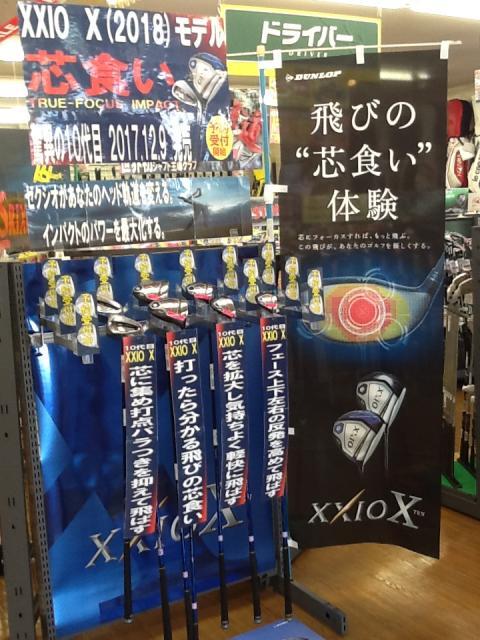 XXIO X(2018)モデル
芯食い
TRUE-FOCUS IMPACT
驚異の10代目 2017.12.9 発売
受付
開始
ゼクシオがあなたのヘッド軌道を変える。
インパクトのパワーを最大化する。
ドライバー
DRIVER
DUNLOP
飛びの
“芯食い”
体験
芯にフォーカスすれば、もっと飛ぶ。
この飛びが、あなたのゴルフを楽しくする。
XXIO X
TEN
10代目
XXIO X
芯に集め打点バラつきを抑えて飛ばす
10代目
XXIO X
打ったら分かる飛びの芯食い
10代目
XXIO X
芯を拡大し気持ちよく軽快に飛ばす
10代目
XXIO X
フェース上下左右の反発を高めて飛ばす
XXIO X